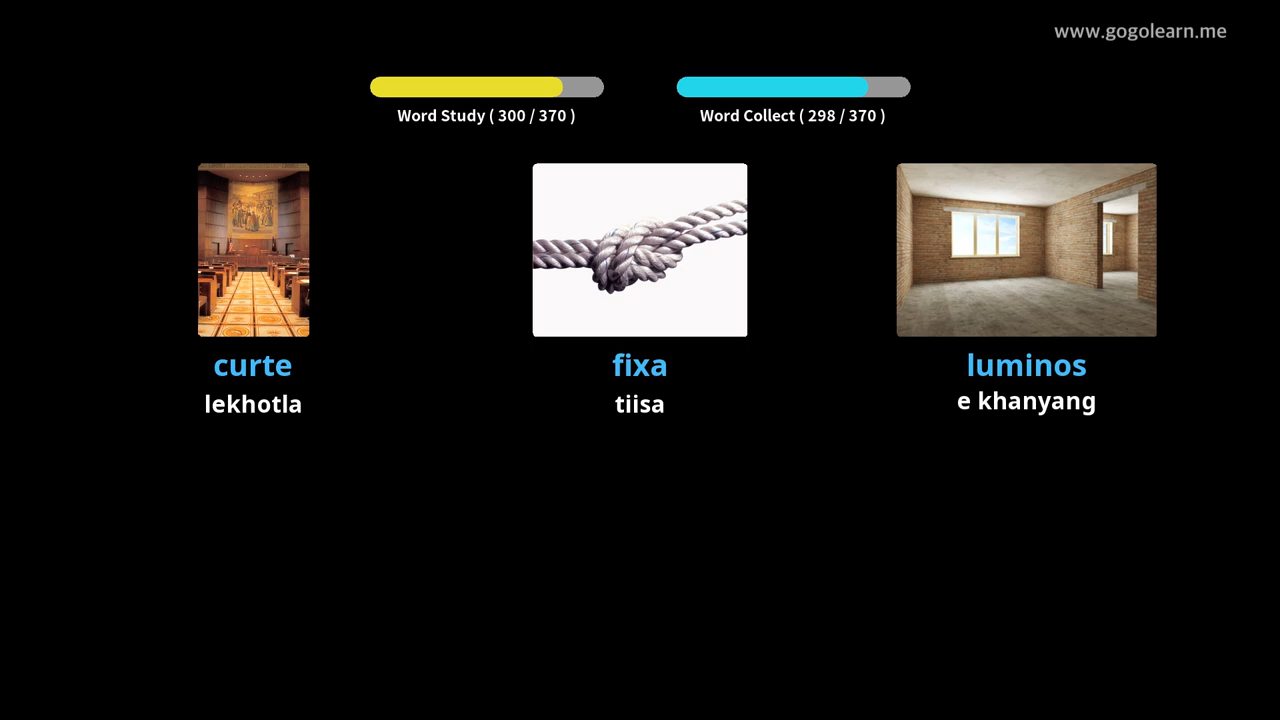 www.gogolearn.me
Word Study ( 300 / 370 )
Word Collect ( 298 / 370 )
curte
lekhotla
fixa
tiisa
luminos
e khanyang